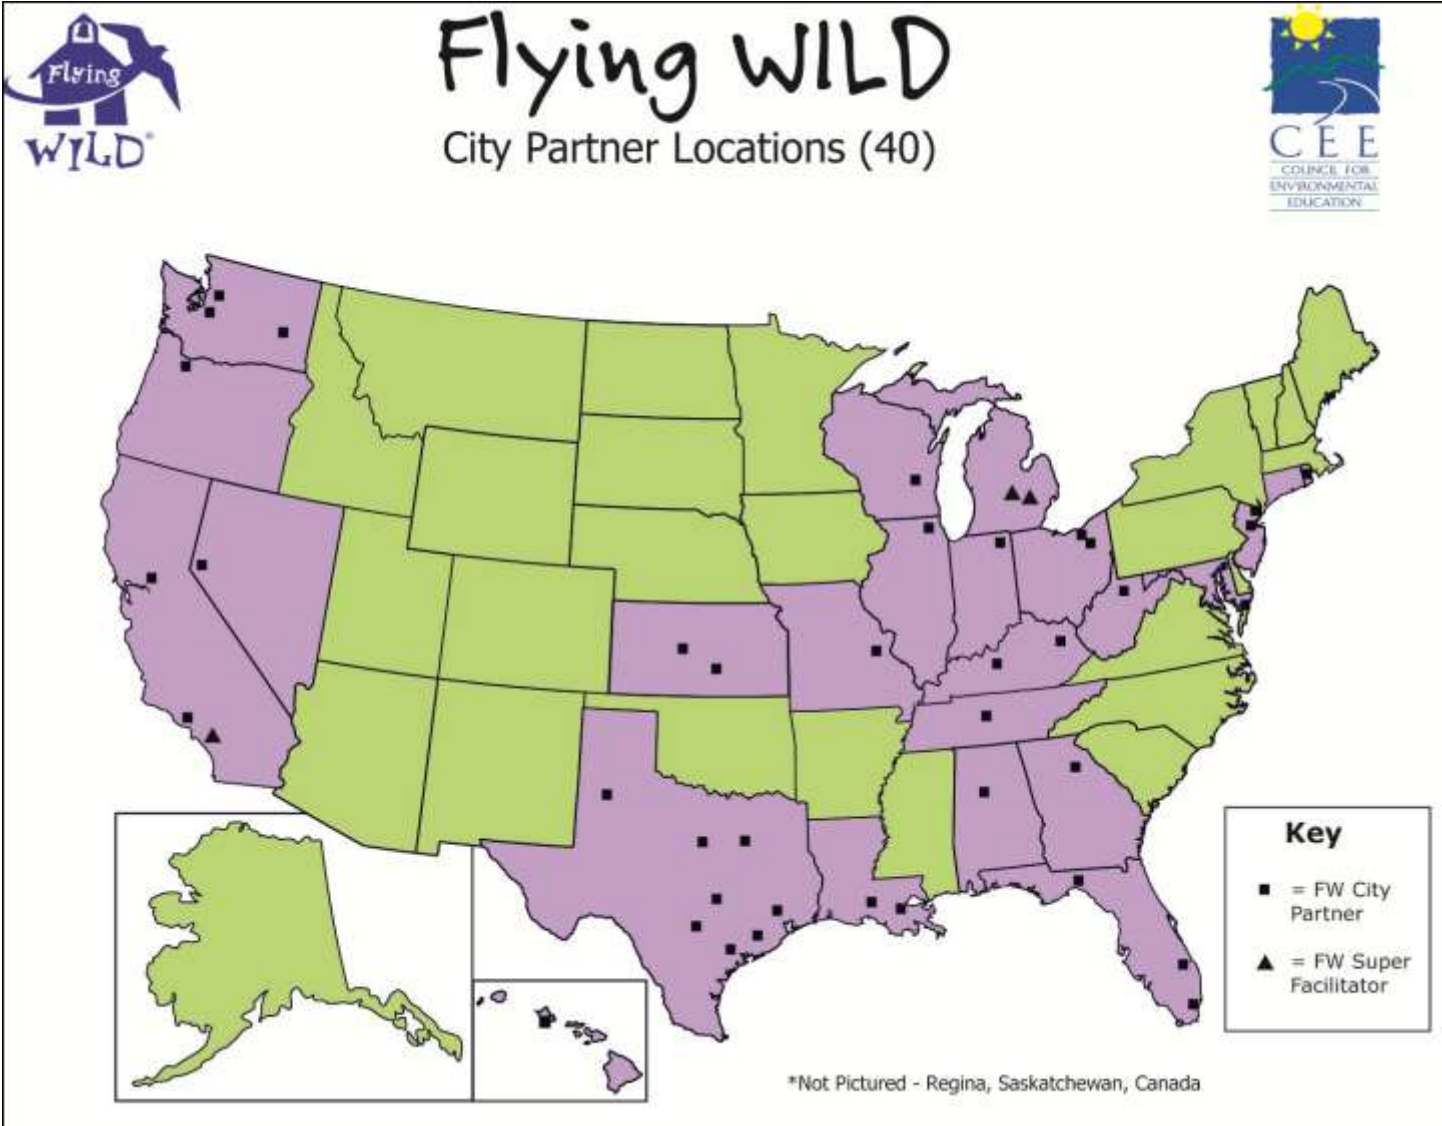 Flying
WILD®
Flying WILD
City Partner Locations (40)
CEE
COUNCIL FOR
ENVIRONMENTAL
EDUCATION
Key
= FW City
Partner
= FW Super
Facilitator
*Not Pictured - Regina, Saskatchewan, Canada